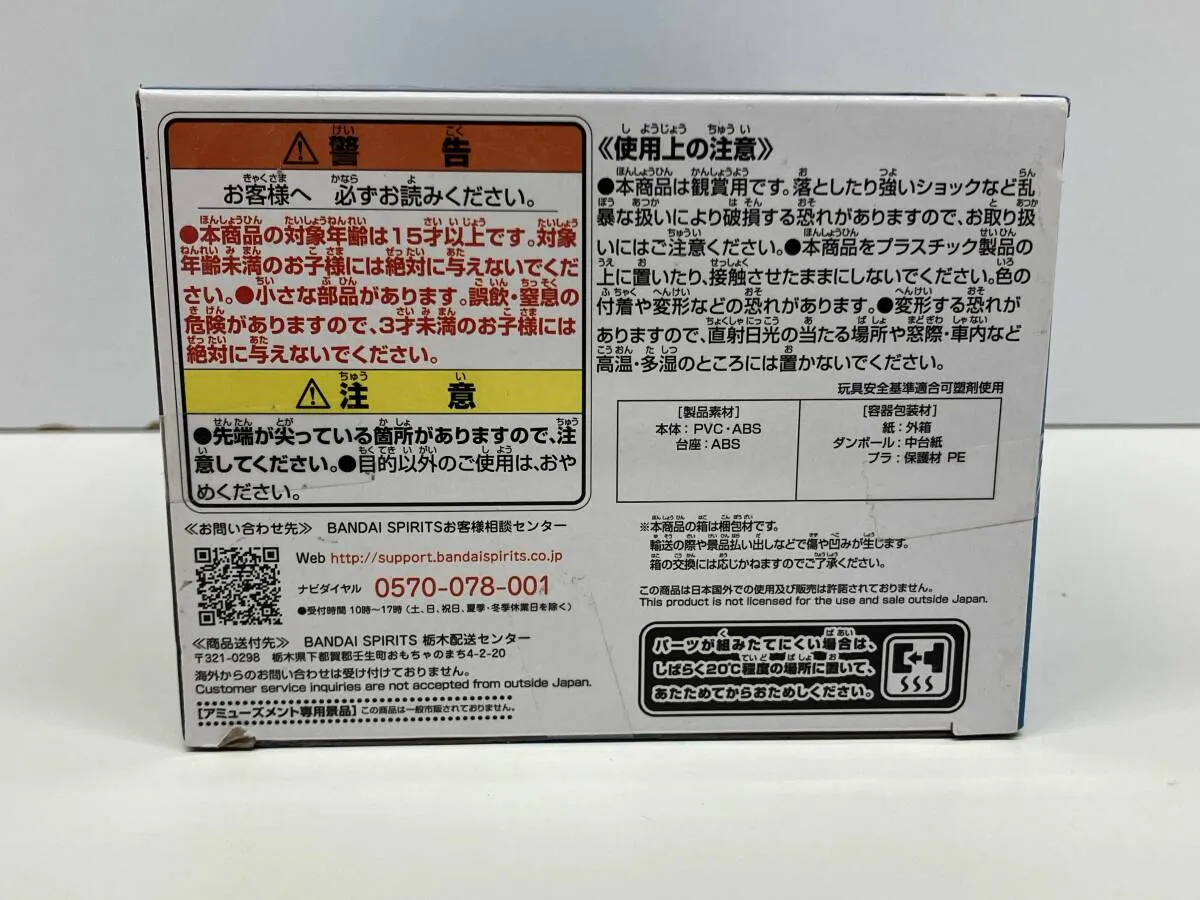 ⚠警告
お客様へ 必ずお読みください。
●本商品の対象年齢は15才以上です。対象
年齢未満のお子様には絶対に与えないでくだ
さい。●小さな部品があります。誤飲・窒息の
危険がありますので、3才未満のお子様には
絶対に与えないでください。
⚠注意
●先端が尖っている箇所がありますので、注
意してください。●目的以外のご使用は、おや
めください。
≪お問い合わせ先≫ BANDAI SPIRITSお客様相談センター
Web http://support.bandaispirits.co.jp
ナビダイヤル 0570-078-001
●受付時間 10時〜17時(土、日、祝日、夏季・冬季休業日を除く)
≪商品送付先≫ BANDAI SPIRITS 栃木配送センター
〒321-0298 栃木県下都賀郡壬生町おもちゃのまち4-2-20
海外からのお問い合わせは受け付けておりません。
Customer service inquiries are not accepted from outside Japan.
[アミューズメント専用景品] この商品は一般市販されておりません。
《使用上の注意》
●本商品は観賞用です。落としたり強いショックなど乱
暴な扱いにより破損する恐れがありますので、お取り扱
いにはご注意ください。●本商品をプラスチック製品の
上に置いたり、接触させたままにしないでください。色の
付着や変形などの恐れがあります。●変形する恐れが
ありますので、直射日光の当たる場所や窓際・車内など
高温・多湿のところには置かないでください。
玩具安全基準適合可塑剤使用
[製品素材]
本体:PVC・ABS
台座:ABS
[容器包装材]
紙:外箱
ダンボール:中台紙
プラ:保護材 PE
※本商品の箱は梱包材です。
輸送の際や景品払い出しなどで傷や凹みが生じます。
箱の交換には応じかねますのでご了承ください。
この商品は日本国外での使用及び販売は許諾されておりません。
This product is not licensed for the use and sale outside Japan.
パーツが組みたてにくい場合は、
しばらく20℃程度の場所に置いて、
あたためてからおためしください。